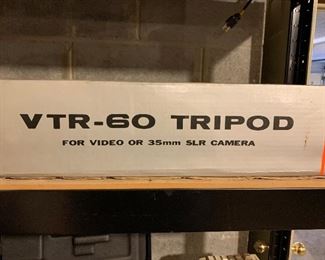 VTR-60 TRIPOD
FOR VIDEO OR 35mm SLR CAMERA